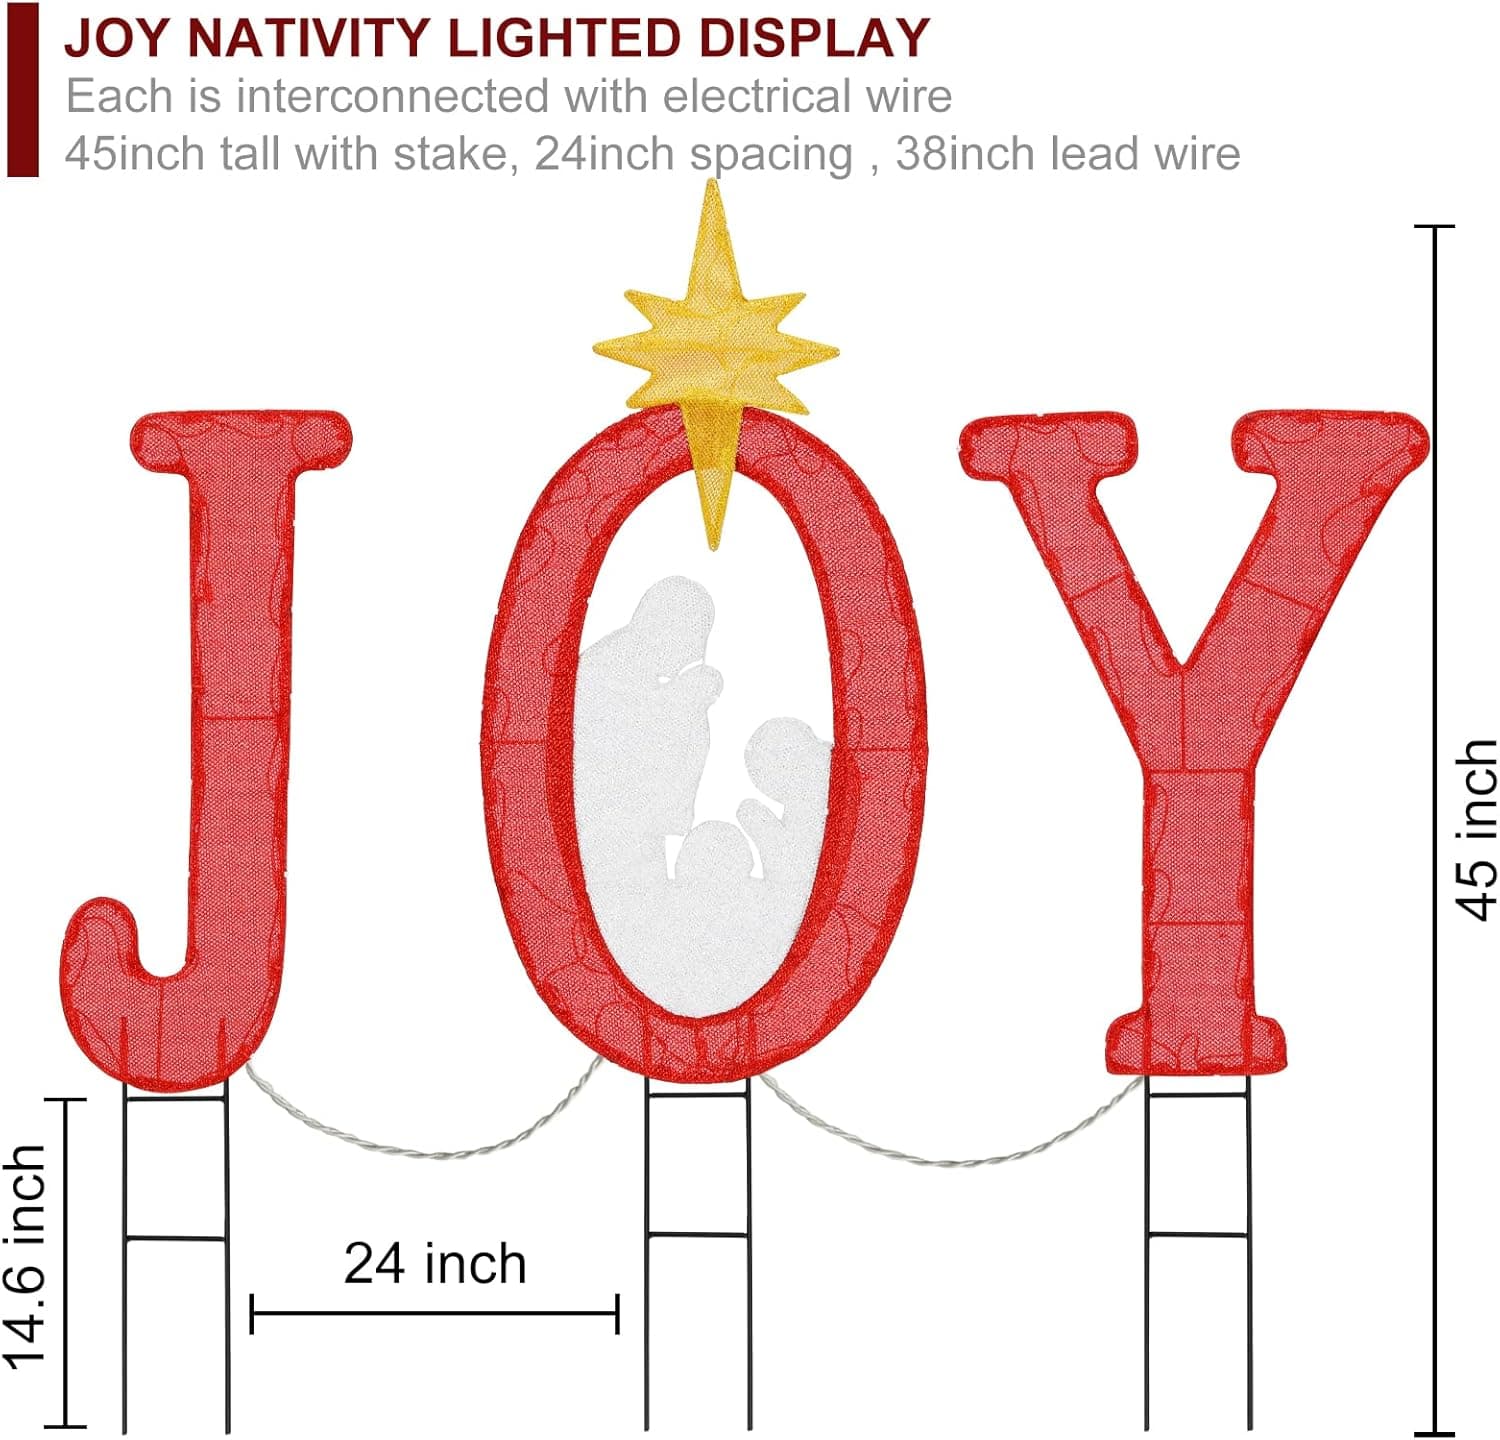 JOY NATIVITY LIGHTED DISPLAY
Each is interconnected with electrical wire
45inch tall with stake, 24inch spacing , 38inch lead wire
JOY
45 inch
14.6 inch
24 inch